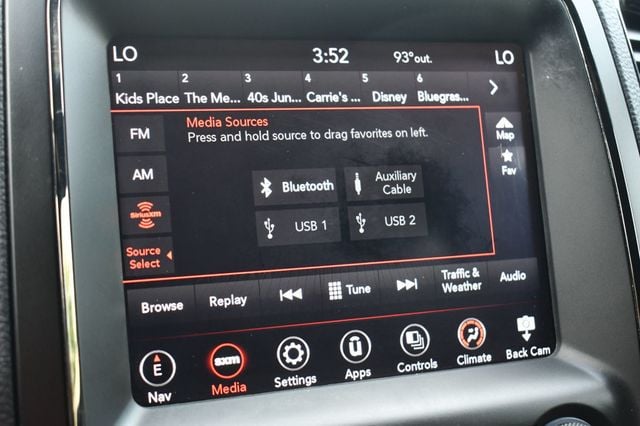 LO 3:52 93°out. LO
1 2 3 4 5 6
Kids Place The Me... 40s Jun... Carrie's ... Disney Bluegras...
FM
AM
SiriusXM
Source
Select
Media Sources
Press and hold source to drag favorites on left.
Bluetooth
Auxiliary
Cable
USB 1
USB 2
Map
Fav
Browse Replay Tune Traffic &
Weather Audio
E
Nav
sxm
Media
Settings
u
Apps
Controls
Climate
Back Cam